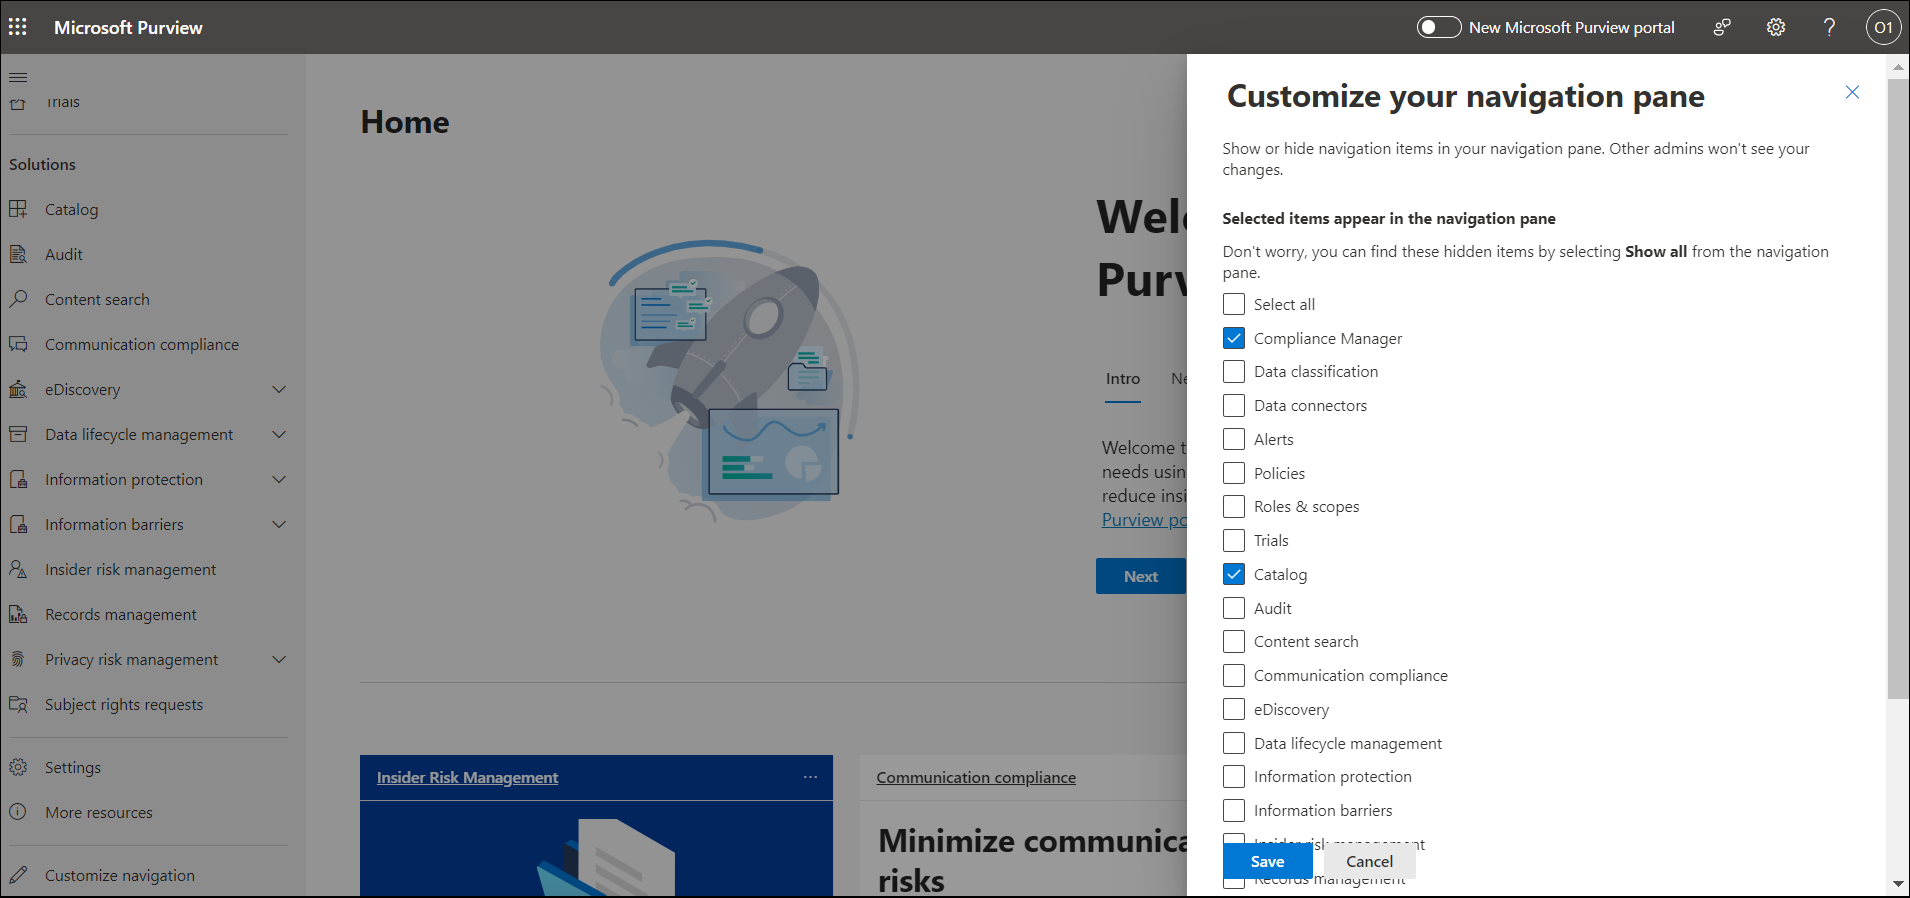 Microsoft Purview
New Microsoft Purview portal
O1
Trials
Solutions
Catalog
Audit
Content search
Communication compliance
eDiscovery
Data lifecycle management
Information protection
Information barriers
Insider risk management
Records management
Privacy risk management
Subject rights requests
Settings
More resources
Customize navigation
Home
Purv
Intro
Ne
Welcome t
needs usin
reduce insi
Purview po
Next
Insider Risk Management
Communication compliance
Minimize communica
risks
Customize your navigation pane
Show or hide navigation items in your navigation pane. Other admins won't see your
changes.
Selected items appear in the navigation pane
Don't worry, you can find these hidden items by selecting Show all from the navigation
pane.
Select all
Compliance Manager
Data classification
Data connectors
Alerts
Policies
Roles & scopes
Trials
Catalog
Audit
Content search
Communication compliance
eDiscovery
Data lifecycle management
Information protection
Information barriers
Insider risk management
Save
Cancel
Records management